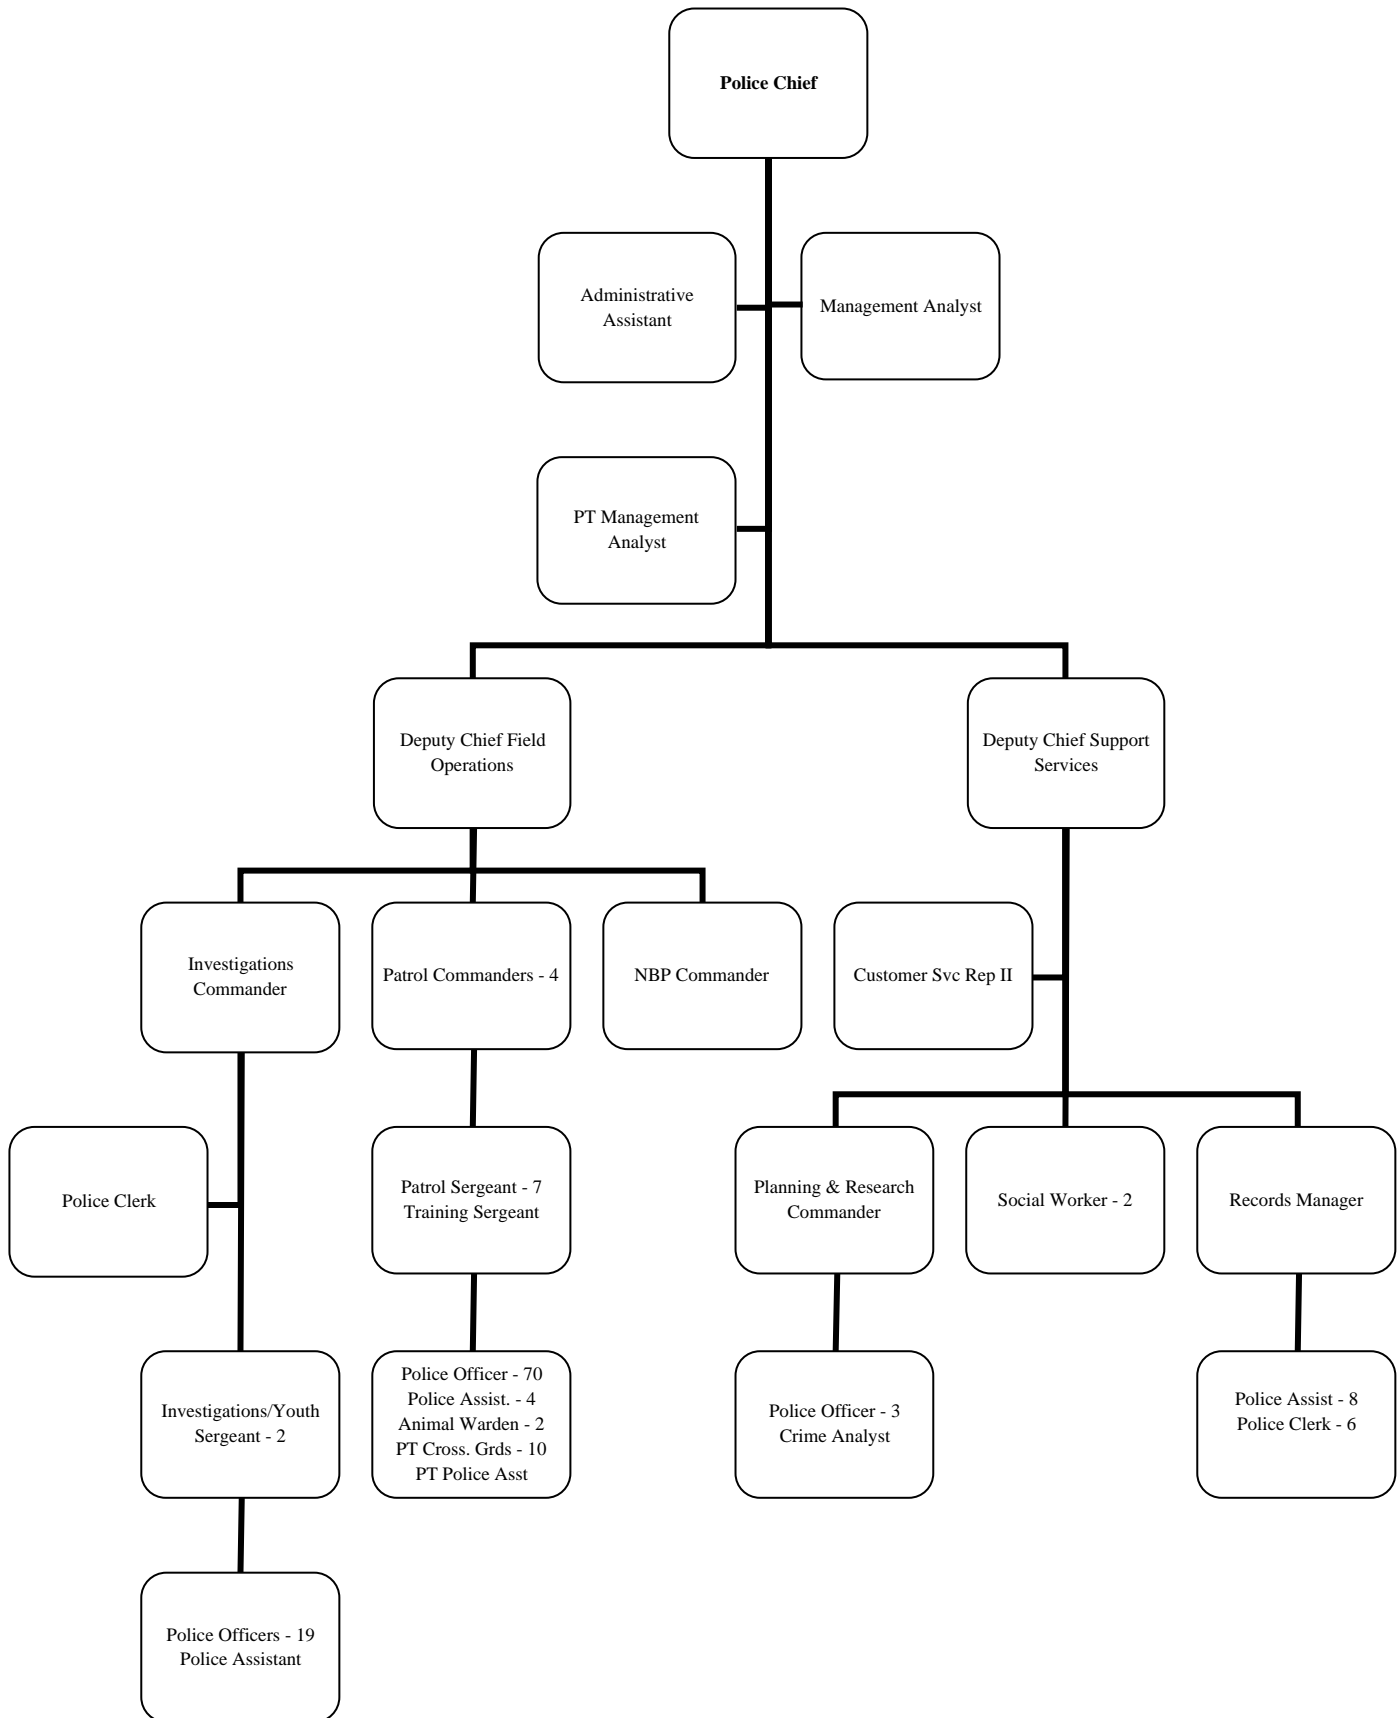 Police Chief
Administrative
Assistant
Management Analyst
PT Management
Analyst
Deputy Chief Field
Operations
Deputy Chief Support
Services
Investigations
Commander
Patrol Commanders - 4
NBP Commander
Customer Svc Rep II
Police Clerk
Patrol Sergeant - 7
Training Sergeant
Planning & Research
Commander
Social Worker - 2
Records Manager
Investigations/Youth
Sergeant - 2
Police Officer - 70
Police Assist. - 4
Animal Warden - 2
PT Cross. Grds - 10
PT Police Asst
Police Officer - 3
Crime Analyst
Police Assist - 8
Police Clerk - 6
Police Officers - 19
Police Assistant